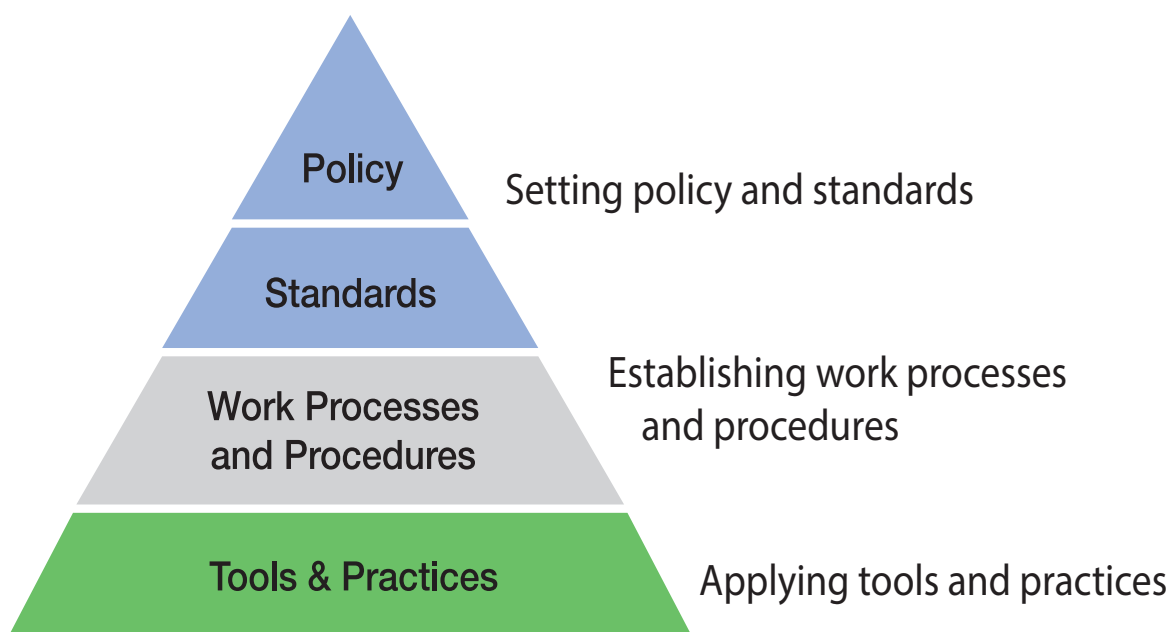 Policy
Setting policy and standards
Standards
Establishing work processes
and procedures
Work Processes
and Procedures
Tools & Practices
Applying tools and practices